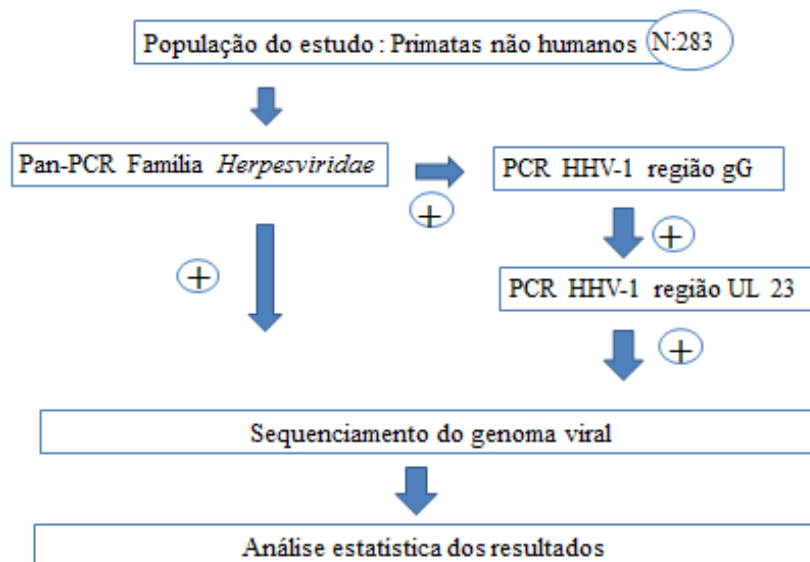 População do estudo : Primatas não humanos N:283
Pan-PCR Família Herpesviridae
PCR HHV-1 região gG
+
+
+
PCR HHV-1 região UL 23
+
Sequenciamento do genoma viral
Análise estatística dos resultados